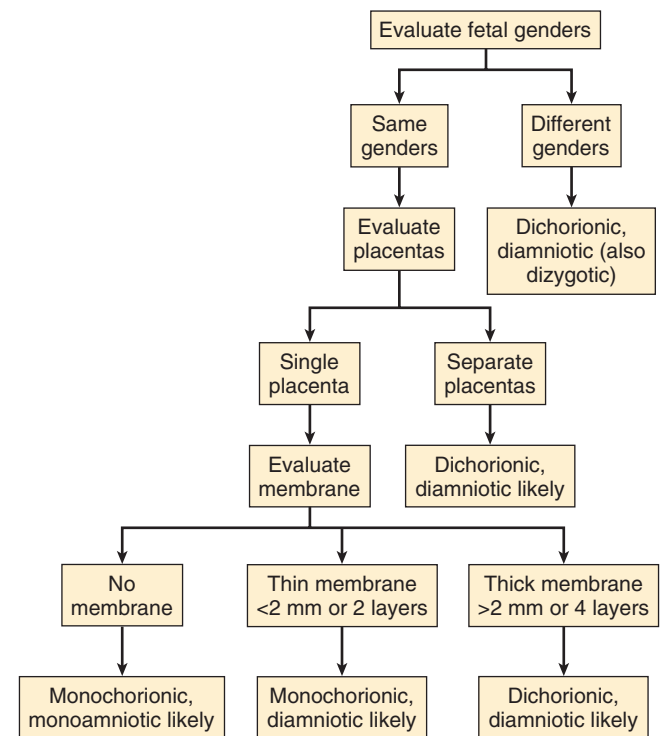 Evaluate fetal genders
Same
genders
Different
genders
Evaluate
placentas
Dichorionic,
diamniotic (also
dizygotic)
Single
placenta
Separate
placentas
Evaluate
membrane
Dichorionic,
diamniotic likely
No
membrane
Thin membrane
<2 mm or 2 layers
Thick membrane
>2 mm or 4 layers
Monochorionic,
monoamniotic likely
Monochorionic,
diamniotic likely
Dichorionic,
diamniotic likely